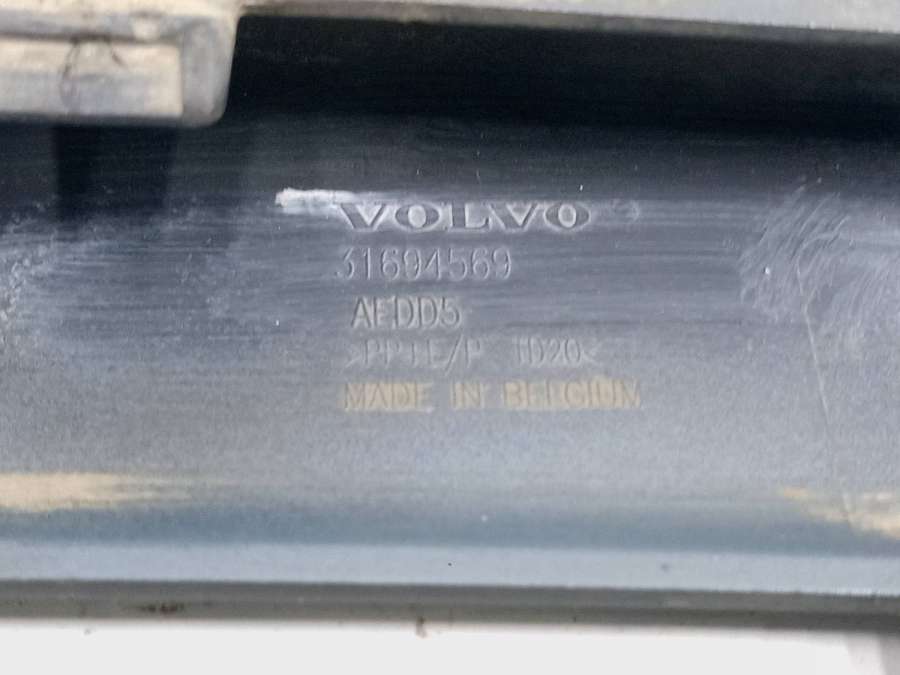 VOLVO
31694569
AEDD5
>PP+E/P TD20<
MADE IN BELGIUM